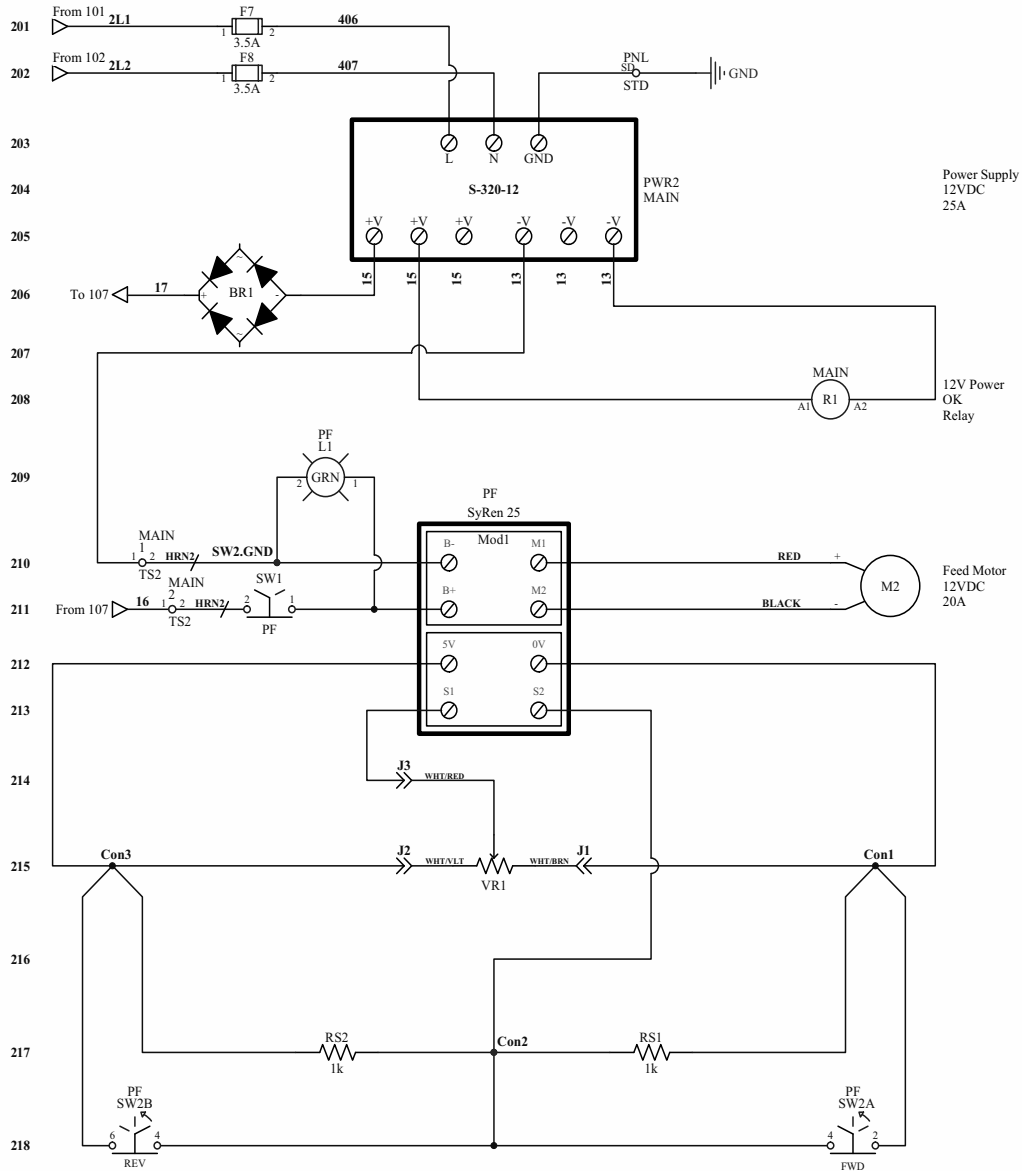 201
From 101
2L1
F7
1
2
3.5A
406
202
From 102
2L2
F8
1
2
3.5A
407
PNL
SD
STD
GND
203
L
N
GND
204
S-320-12
PWR2
MAIN
Power Supply
12VDC
25A
205
+V
+V
+V
-V
-V
-V
15
15
15
13
13
13
206
To 107
17
+
BR1
-
~
~
207
208
MAIN
A1
R1
A2
12V Power
OK
Relay
209
PF
L1
2
GRN
1
PF
SyRen 25
Mod1
B-
M1
B+
M2
210
MAIN
1
1
2
TS2
HRN2
SW2.GND
RED
+
M2
Feed Motor
12VDC
20A
211
From 107
16
MAIN
2
1
2
TS2
HRN2
SW1
2
1
PF
BLACK
-
212
5V
0V
213
S1
S2
214
J3
WHT/RED
215
Con3
J2
WHT/VLT
VR1
WHT/BRN
J1
Con1
216
217
RS2
1k
Con2
RS1
1k
218
PF
SW2B
6
4
REV
PF
SW2A
4
2
FWD